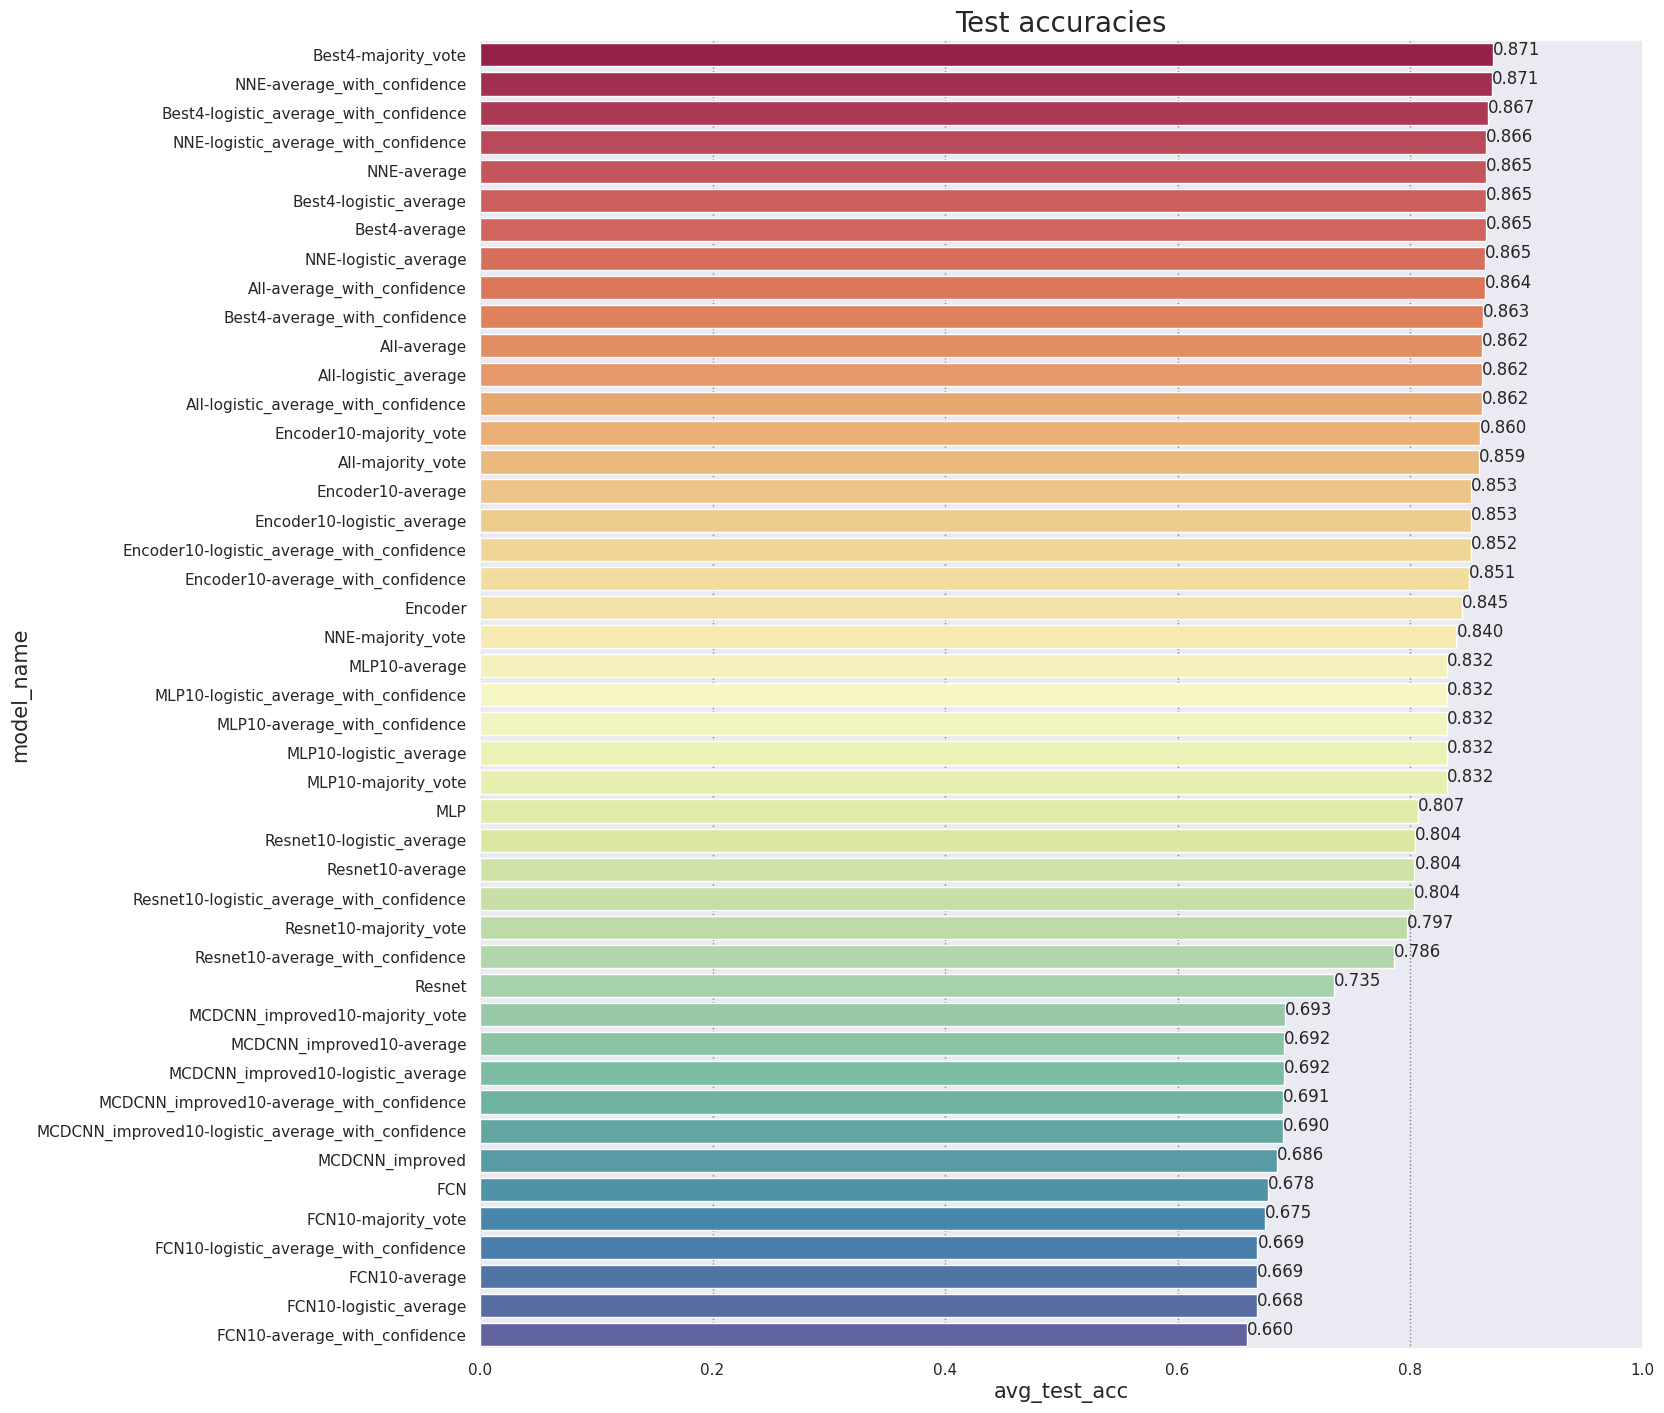 Test accuracies
Best4-majority_vote 0.871
NNE-average_with_confidence 0.871
Best4-logistic_average_with_confidence 0.867
NNE-logistic_average_with_confidence 0.866
NNE-average 0.865
Best4-logistic_average 0.865
Best4-average 0.865
NNE-logistic_average 0.865
All-average_with_confidence 0.864
Best4-average_with_confidence 0.863
All-average 0.862
All-logistic_average 0.862
All-logistic_average_with_confidence 0.862
Encoder10-majority_vote 0.860
All-majority_vote 0.859
Encoder10-average 0.853
Encoder10-logistic_average 0.853
Encoder10-logistic_average_with_confidence 0.852
Encoder10-average_with_confidence 0.851
Encoder 0.845
NNE-majority_vote 0.840
MLP10-average 0.832
MLP10-logistic_average_with_confidence 0.832
MLP10-average_with_confidence 0.832
MLP10-logistic_average 0.832
MLP10-majority_vote 0.832
MLP 0.807
Resnet10-logistic_average 0.804
Resnet10-average 0.804
Resnet10-logistic_average_with_confidence 0.804
Resnet10-majority_vote 0.797
Resnet10-average_with_confidence 0.786
Resnet 0.735
MCDCNN_improved10-majority_vote 0.693
MCDCNN_improved10-average 0.692
MCDCNN_improved10-logistic_average 0.692
MCDCNN_improved10-average_with_confidence 0.691
MCDCNN_improved10-logistic_average_with_confidence 0.690
MCDCNN_improved 0.686
FCN 0.678
FCN10-majority_vote 0.675
FCN10-logistic_average_with_confidence 0.669
FCN10-average 0.669
FCN10-logistic_average 0.668
FCN10-average_with_confidence 0.660
model_name
0.0 0.2 0.4 0.6 0.8 1.0
avg_test_acc